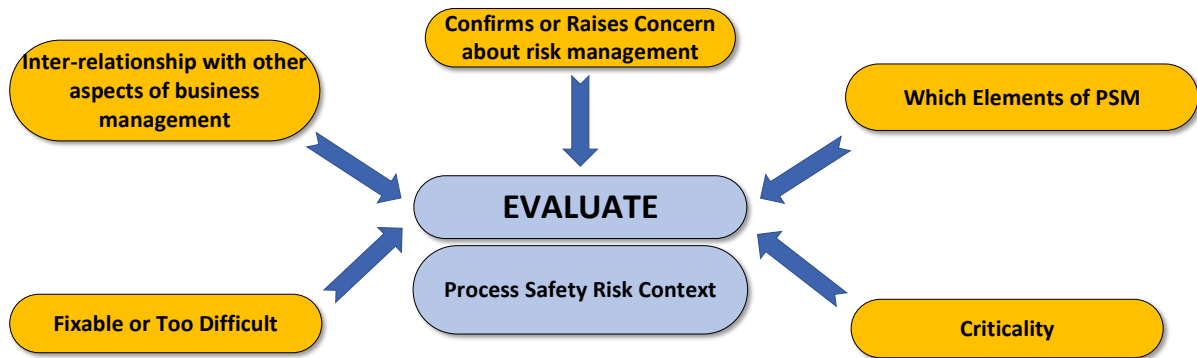 Confirms or Raises Concern
about risk management
Inter-relationship with other
aspects of business
management
Which Elements of PSM
EVALUATE
Process Safety Risk Context
Fixable or Too Difficult
Criticality